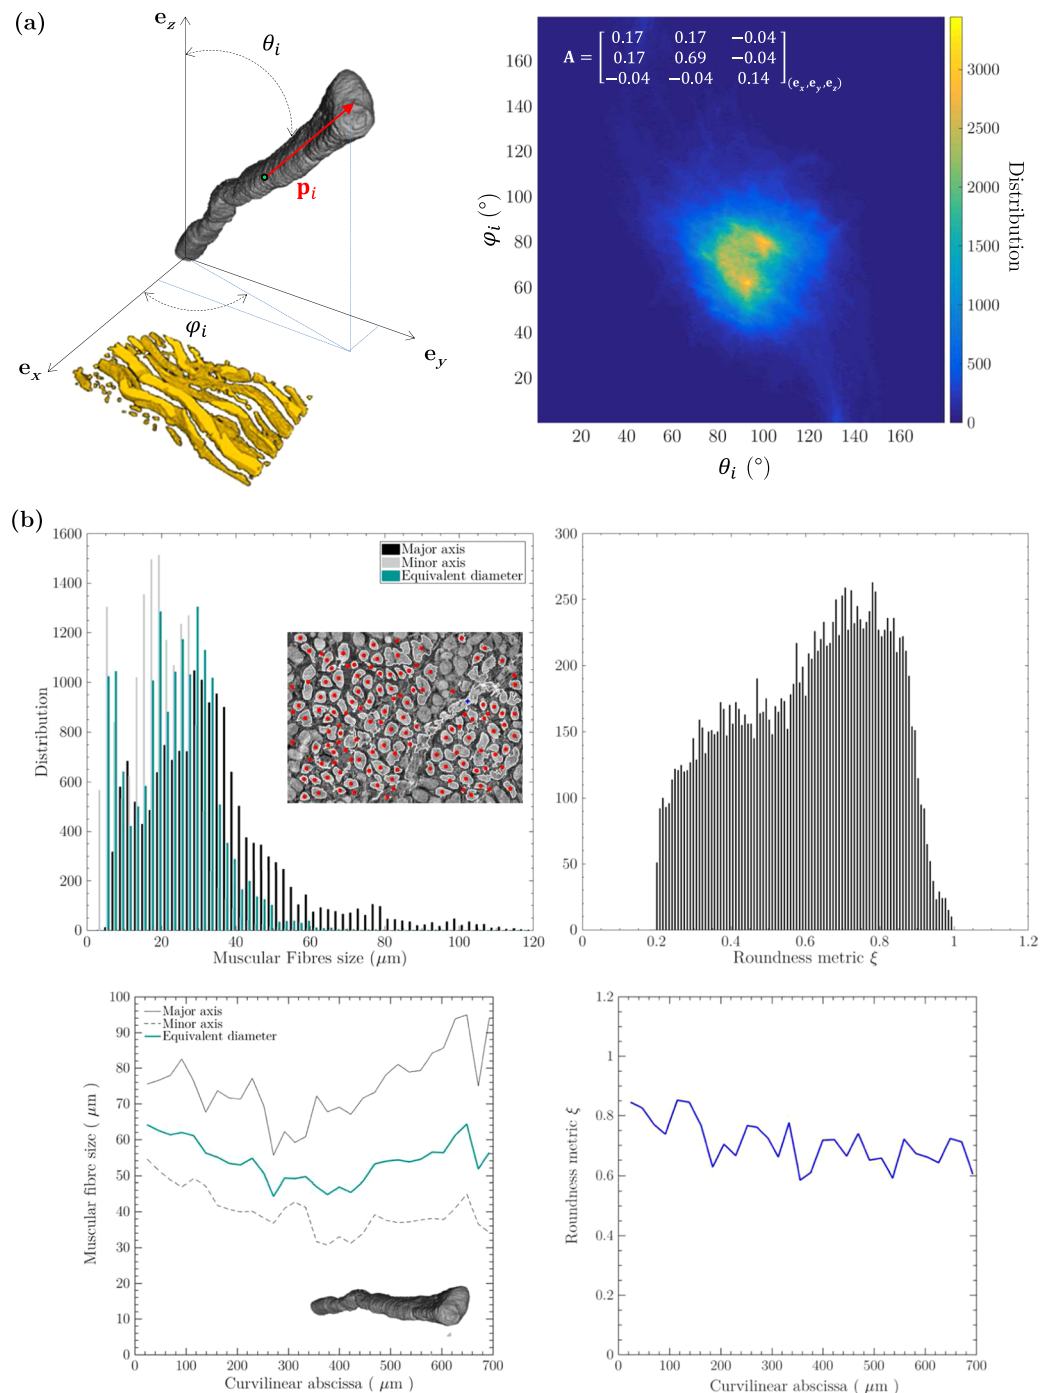 (a)
e_z
θ_i
p_i
φ_i
e_x
e_y
A = [0.17 0.17 −0.04
0.17 0.69 −0.04
−0.04 −0.04 0.14](e_x,e_y,e_z)
160
140
120
100
80
60
40
20
φ_i (°)
20 40 60 80 100 120 140 160
θ_i (°)
3000
2500
2000
1500
1000
500
0
Distribution
(b)
1600
1400
1200
1000
800
600
400
200
0
Distribution
Major axis
Minor axis
Equivalent diameter
0 20 40 60 80 100 120
Muscular Fibres size (μm)
300
250
200
150
100
50
0
0 0.2 0.4 0.6 0.8 1 1.2
Roundness metric ξ
100
90
80
70
60
50
40
30
20
10
0
Muscular fibre size ( μm )
Major axis
Minor axis
Equivalent diameter
0 100 200 300 400 500 600 700
Curvilinear abscissa ( μm )
1.2
1
0.8
0.6
0.4
0.2
0
Roundness metric ξ
0 100 200 300 400 500 600 700
Curvilinear abscissa ( μm )